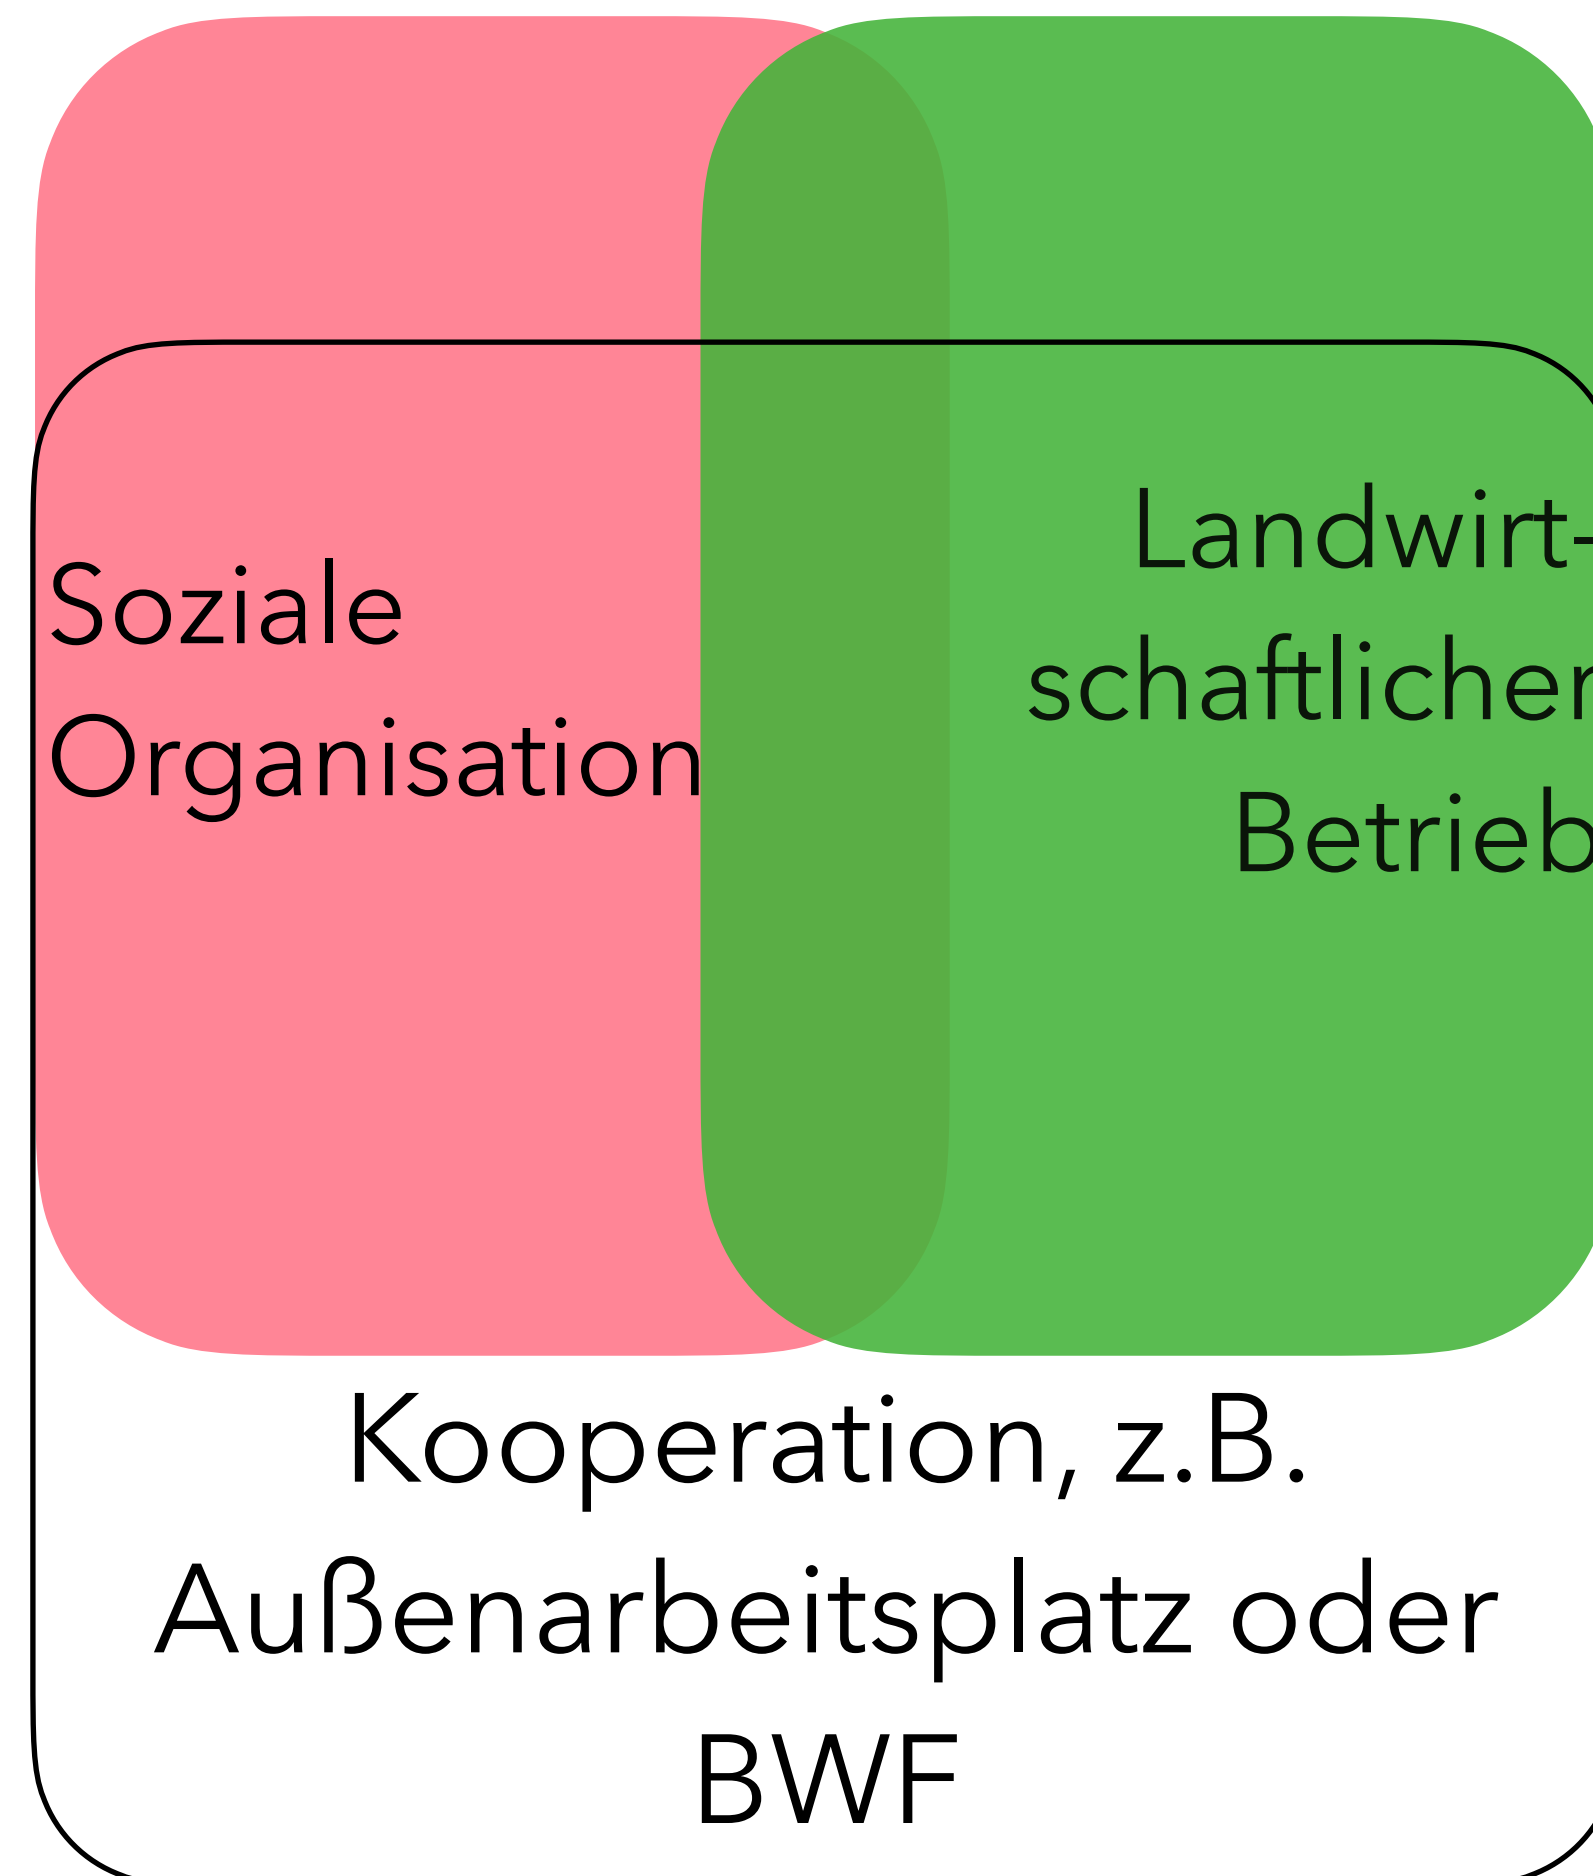 Soziale
Organisation
Landwirt-
schaftlicher
Betrieb
Kooperation, z.B.
Außenarbeitsplatz oder
BWF